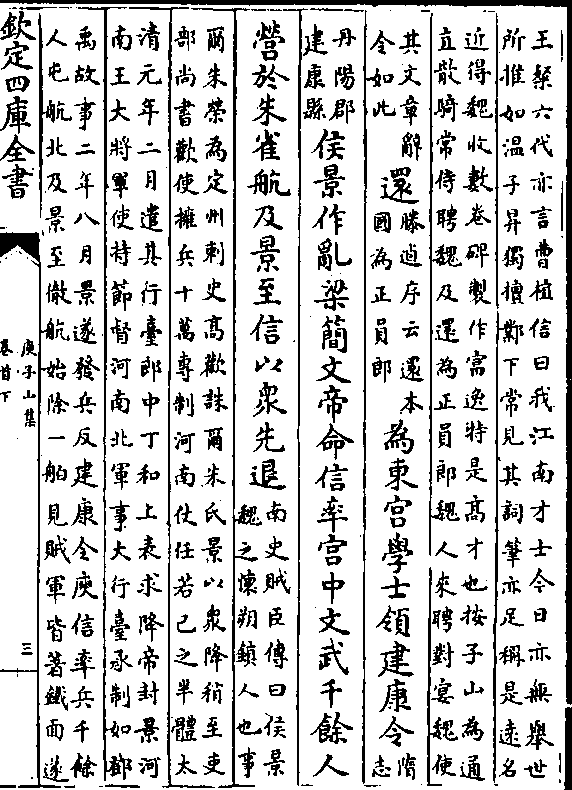 王粲六代亦言曹植信曰我江南才士今日亦無舉世
所推如温子昇獨擅鄴下常見其詞筆亦足稱是逺名
近得魏收數卷碑製作富逸特是髙才也按子山為通
直散騎常侍聘魏及還為正員郎魏人來聘對宴魏使
其文章辭
令如此
還
滕逌序云還本
國為正員郎
為東宫學士領建康令
隋
志
丹陽郡
建康縣
侯景作亂梁簡文帝命信率宫中文武千餘人
營於朱雀航及景至信以衆先退
南史賊臣傳曰侯景
魏之懐朔鎮人也事
爾朱榮為定州刺史髙歡誅爾朱氏景以衆降稍至吏
部尚書歡使擁兵十萬專制河南仗任若己之半體太
清元年二月遣其行臺郎中丁和上表求降帝封景河
南王大將軍使持節督河南北軍事大行臺承制如鄧
禹故事二年八月景遂發兵反建康令庾信率兵千餘
人屯航北及景至徹航始除一舶見賊軍皆著鐵面遂
欽定四庫全書
庾子山集
卷首下
三